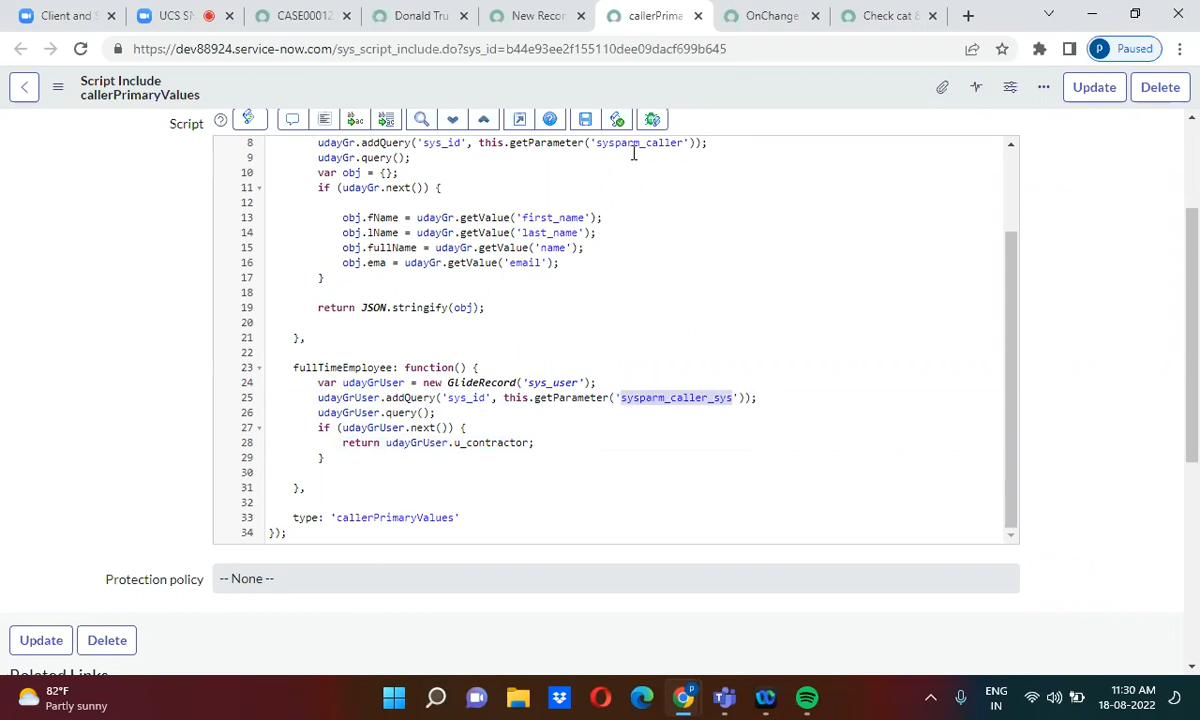 Client and S
UCS SN
CASE00012
Donald Tru
New Recor
callerPrima
OnChange
Check cat &
https://dev88924.service-now.com/sys_script_include.do?sys_id=b44e93ee2f155110dee09dacf699b645
P Paused
Script Include
callerPrimaryValues
Update
Delete
Script
8 udayGr.addQuery('sys_id', this.getParameter('sysparm_caller'));
9 udayGr.query();
10 var obj = {};
11 if (udayGr.next()) {
12
13 obj.fName = udayGr.getValue('first_name');
14 obj.lName = udayGr.getValue('last_name');
15 obj.fullName = udayGr.getValue('name');
16 obj.ema = udayGr.getValue('email');
17 }
18
19 return JSON.stringify(obj);
20
21 },
22
23 fullTimeEmployee: function() {
24 var udayGrUser = new GlideRecord('sys_user');
25 udayGrUser.addQuery('sys_id', this.getParameter('sysparm_caller_sys'));
26 udayGrUser.query();
27 if (udayGrUser.next()) {
28 return udayGrUser.u_contractor;
29 }
30
31 },
32
33 type: 'callerPrimaryValues'
34 });
Protection policy
-- None --
Update
Delete
Related Links
82°F
Partly sunny
ENG
IN
11:30 AM
18-08-2022